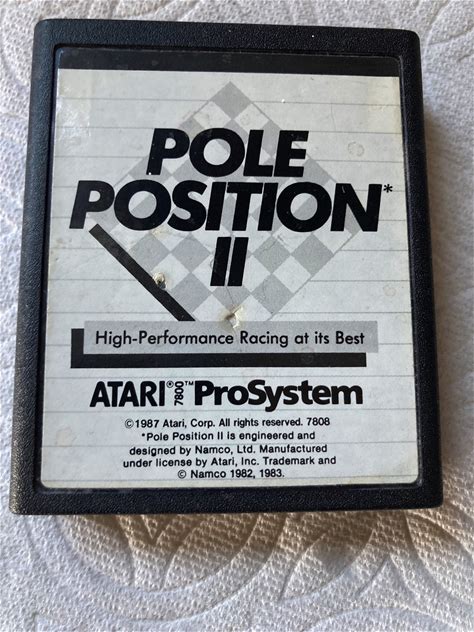 POLE
POSITION*
II
High-Performance Racing at its Best
ATARI® 7800™ ProSystem
©1987 Atari, Corp. All rights reserved. 7808
*Pole Position II is engineered and
designed by Namco, Ltd. Manufactured
under license by Atari, Inc. Trademark and
© Namco 1982, 1983.